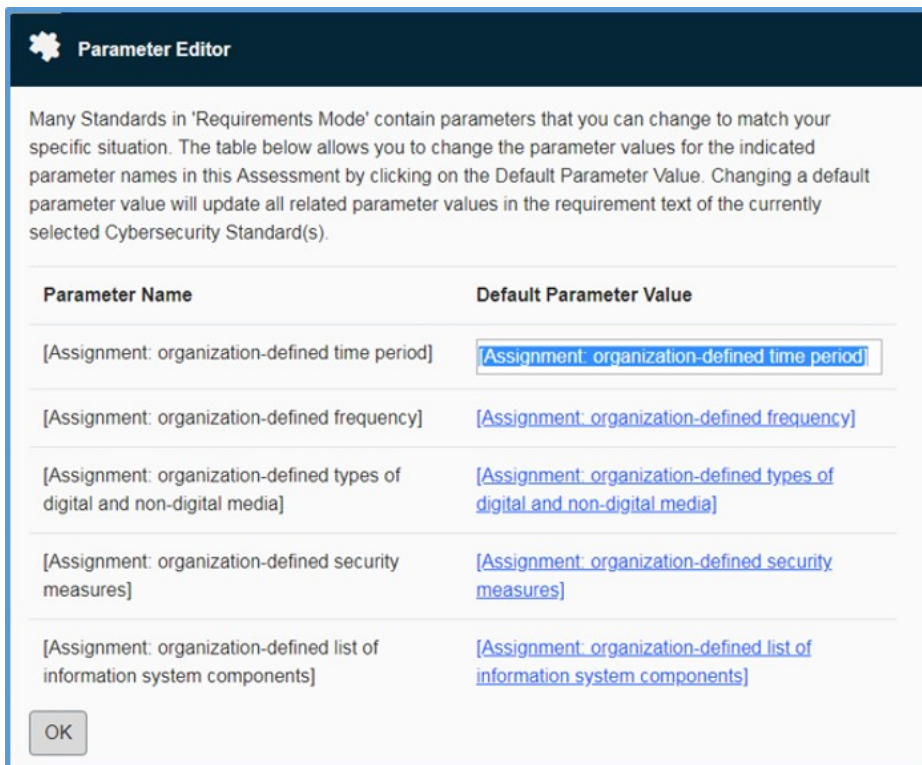 Parameter Editor
Many Standards in 'Requirements Mode' contain parameters that you can change to match your
specific situation. The table below allows you to change the parameter values for the indicated
parameter names in this Assessment by clicking on the Default Parameter Value. Changing a default
parameter value will update all related parameter values in the requirement text of the currently
selected Cybersecurity Standard(s).
Parameter Name Default Parameter Value
[Assignment: organization-defined time period] [Assignment: organization-defined time period]
[Assignment: organization-defined frequency] [Assignment: organization-defined frequency]
[Assignment: organization-defined types of [Assignment: organization-defined types of
digital and non-digital media] digital and non-digital media]
[Assignment: organization-defined security [Assignment: organization-defined security
measures] measures]
[Assignment: organization-defined list of [Assignment: organization-defined list of
information system components] information system components]
OK